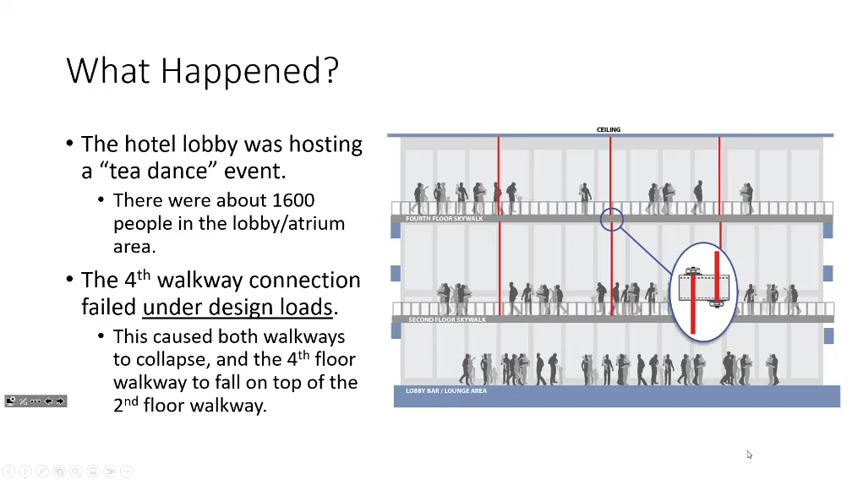 What Happened?
• The hotel lobby was hosting
a “tea dance” event.
• There were about 1600
people in the lobby/atrium
area.
• The 4th walkway connection
failed under design loads.
• This caused both walkways
to collapse, and the 4th floor
walkway to fall on top of the
2nd floor walkway.
CEILING
FOURTH FLOOR SKYWALK
SECOND FLOOR SKYWALK
LOBBY BAR / LOUNGE AREA